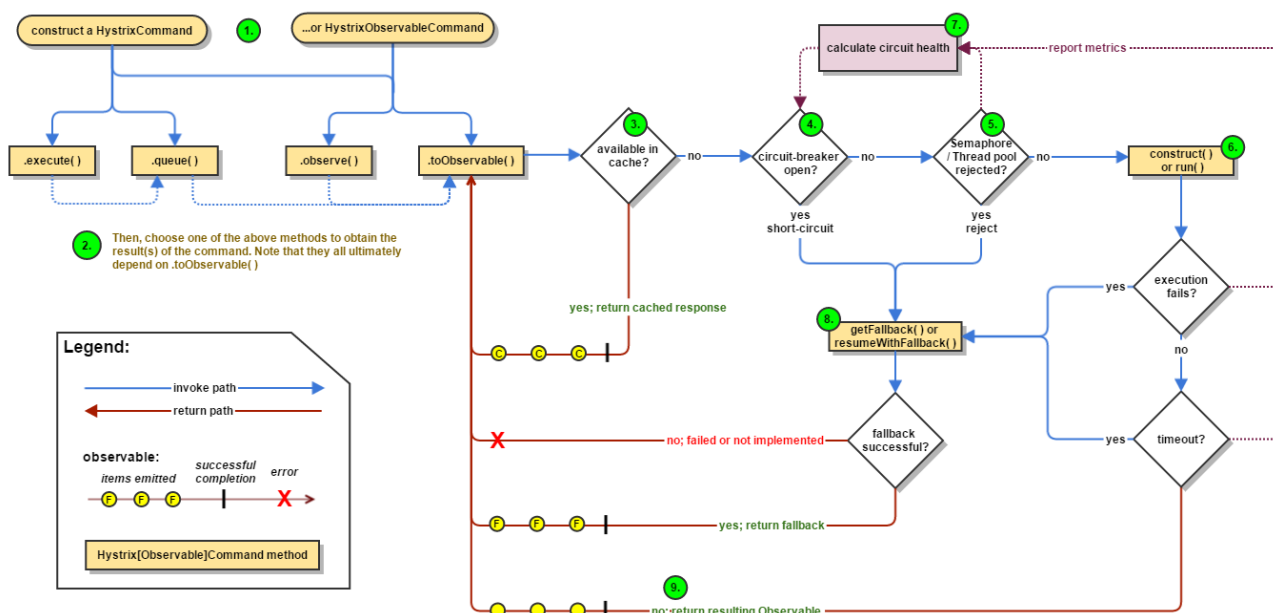 construct a HystrixCommand
1.
...or HystrixObservableCommand
7.
calculate circuit health
report metrics
.execute( )
.queue( )
.observe( )
.toObservable( )
3.
available in
cache?
no
4.
circuit-breaker
open?
no
5.
Semaphore
/ Thread pool
rejected?
no
6.
construct( )
or run( )
2.
Then, choose one of the above methods to obtain the
result(s) of the command. Note that they all ultimately
depend on .toObservable( )
yes
short-circuit
yes
reject
execution
fails?
yes
no
yes; return cached response
C
C
C
8.
getFallback( ) or
resumeWithFallback( )
Legend:
invoke path
return path
observable:
items emitted
successful
completion
error
F
F
F
X
Hystrix[Observable]Command method
X
no; failed or not implemented
fallback
successful?
yes
timeout?
F
F
F
yes; return fallback
9.
no; return resulting Observable